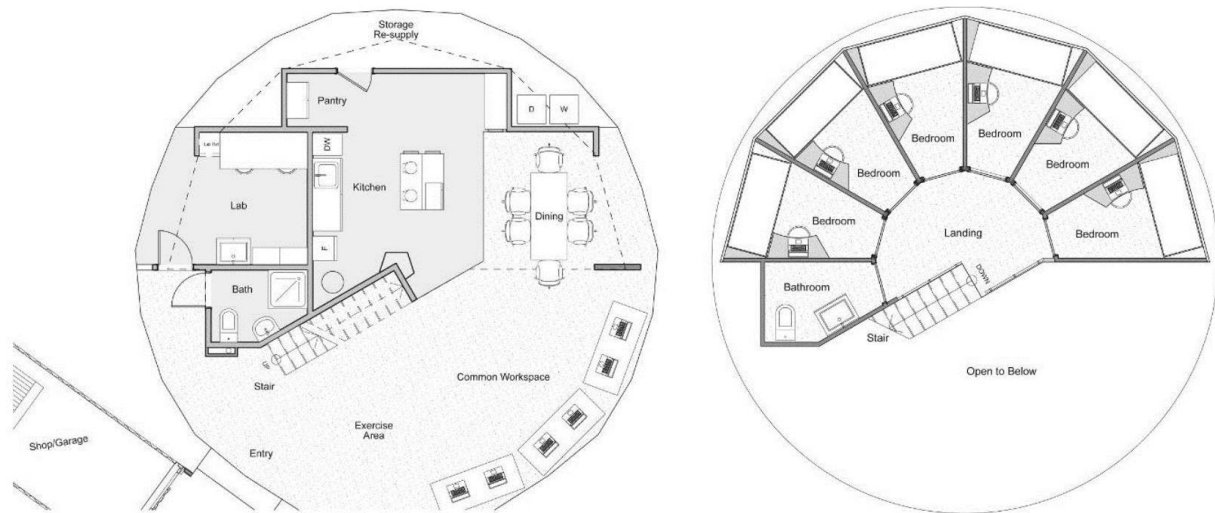 Storage
Re-supply
Pantry
D
W
DW
Lab
Kitchen
Dining
F
Bath
UP
Stair
Common Workspace
Exercise
Area
Shop/Garage
Entry
Bedroom
Bedroom
Bedroom
Bedroom
Bedroom
Bedroom
Landing
Bathroom
DOWN
Stair
Open to Below